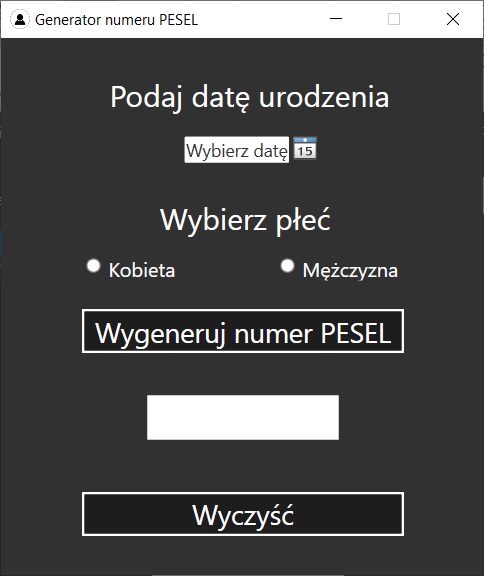 Generator numeru PESEL
Podaj datę urodzenia
Wybierz datę 15
Wybierz płeć
Kobieta Mężczyzna
Wygeneruj numer PESEL
Wyczyść